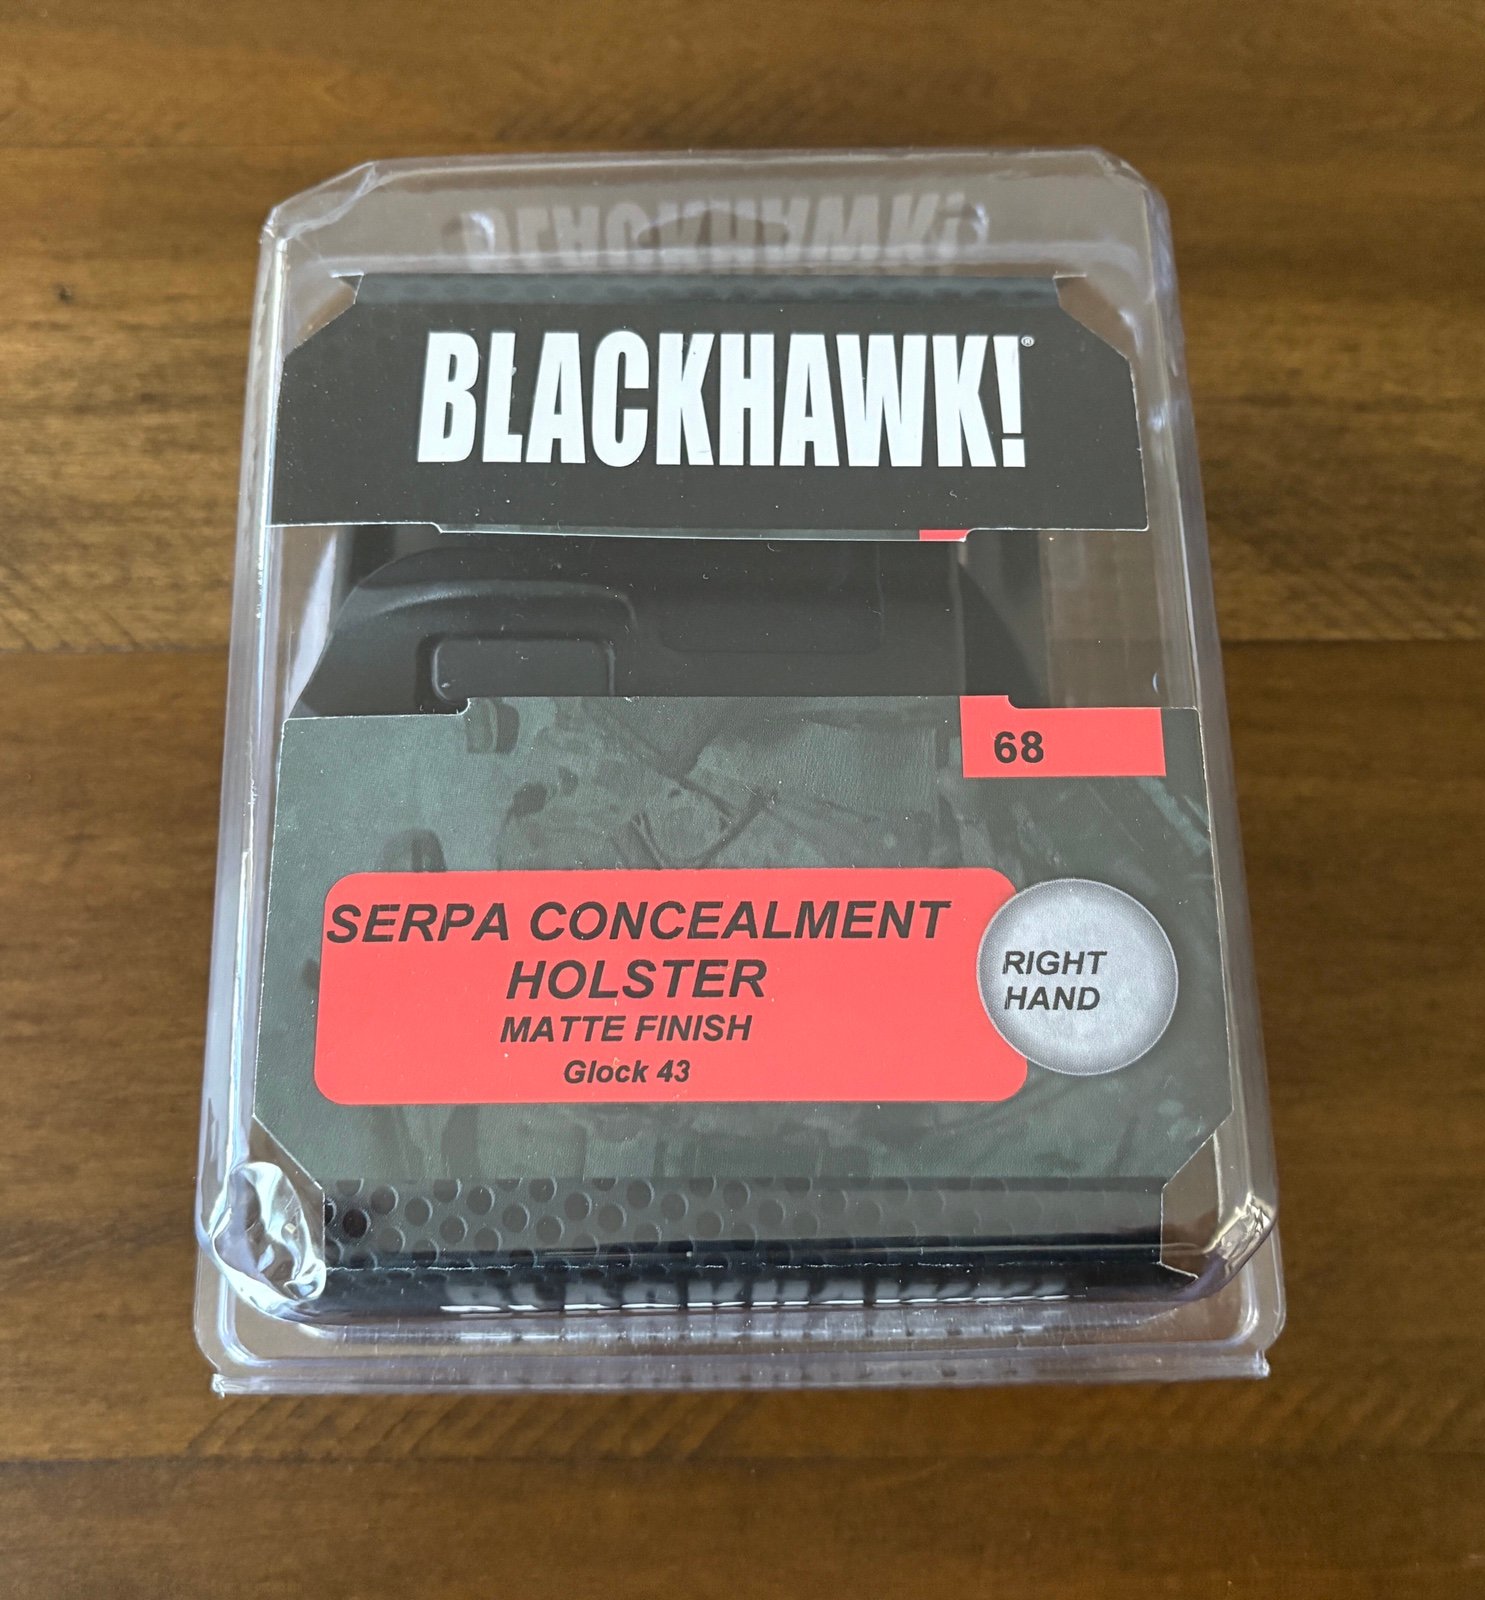 BLACKHAWK!®
68
SERPA CONCEALMENT
HOLSTER
MATTE FINISH
Glock 43
RIGHT
HAND